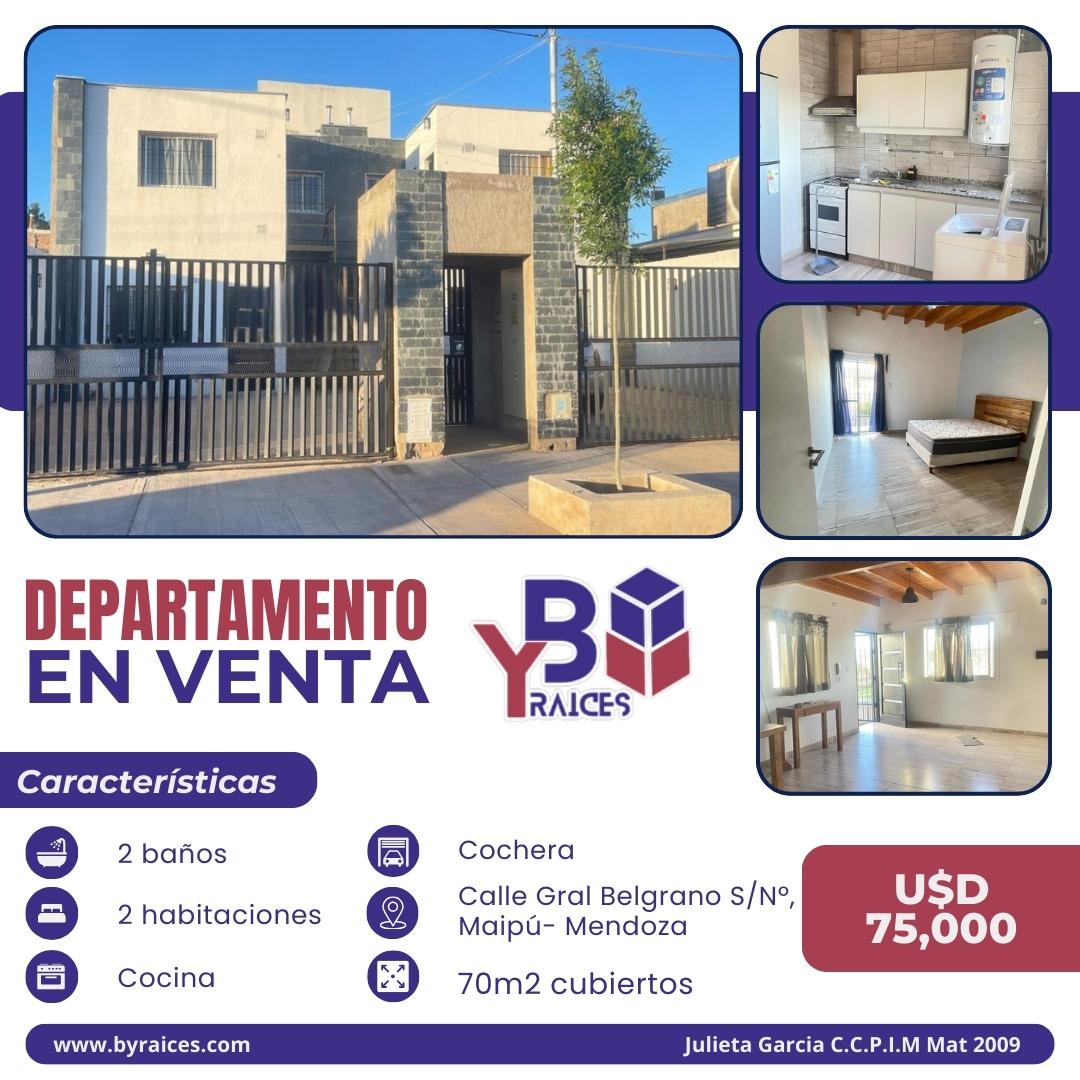 DEPARTAMENTO
EN VENTA
BY
RAICES
Características
2 baños
2 habitaciones
Cocina
Cochera
Calle Gral Belgrano S/Nº,
Maipú- Mendoza
70m2 cubiertos
U$D
75,000
www.byraices.com
Julieta Garcia C.C.P.I.M Mat 2009